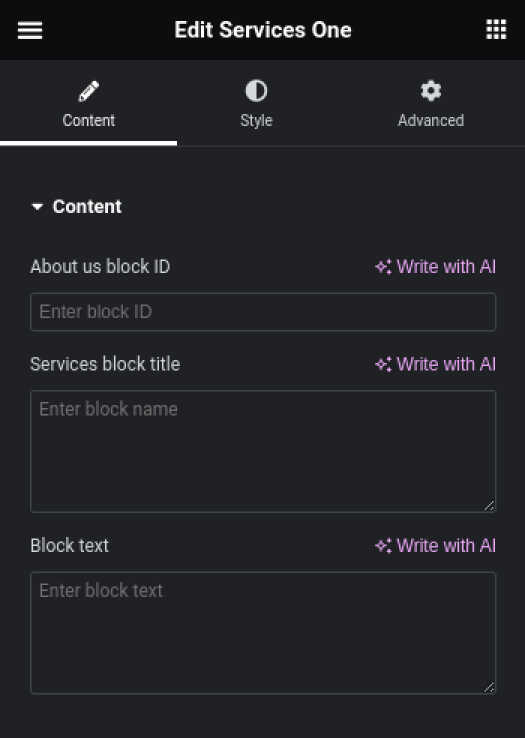 Edit Services One
Content Style Advanced
Content
About us block ID Write with AI
Enter block ID
Services block title Write with AI
Enter block name
Block text Write with AI
Enter block text